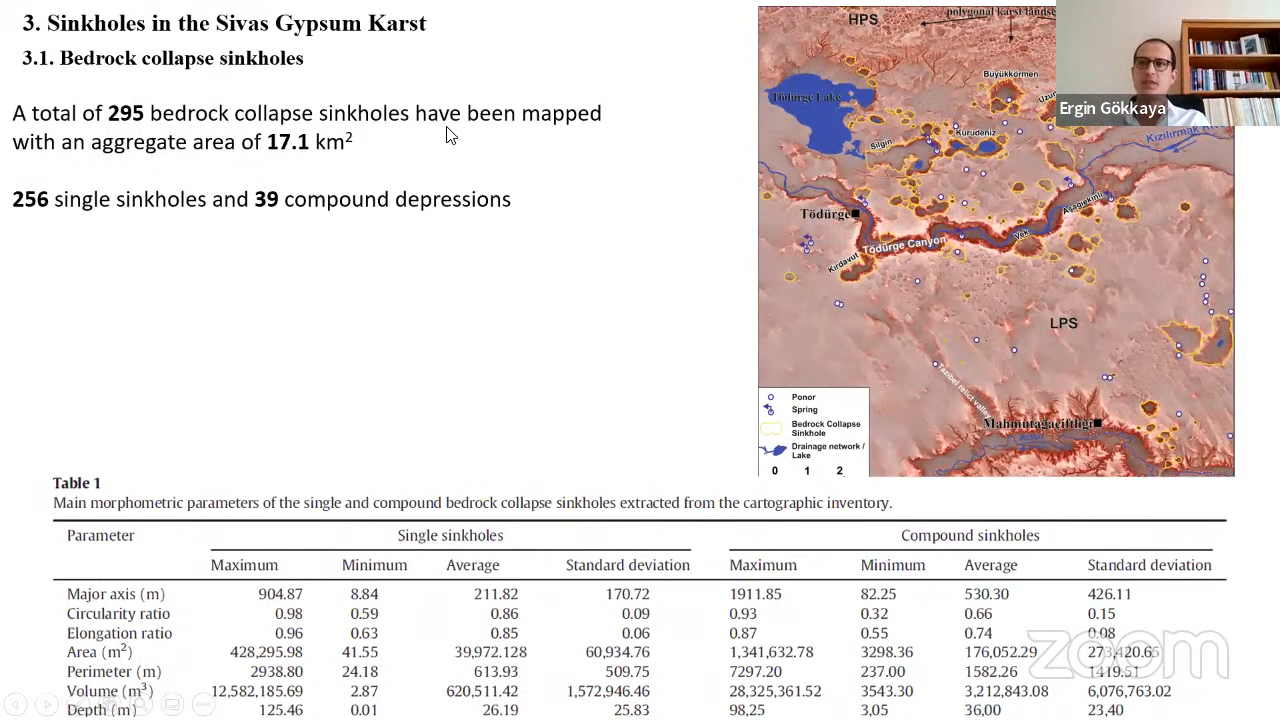 3. Sinkholes in the Sivas Gypsum Karst
3.1. Bedrock collapse sinkholes
A total of 295 bedrock collapse sinkholes have been mapped
with an aggregate area of 17.1 km²
256 single sinkholes and 39 compound depressions
HPS
polygonal karst
Tödürge Lake
Büyükkörmen
Silgin
Kurudeniz
Kızılırmak
Tödürge
Aşagiekinli
Tödürge Canyon
Yek
Kırdavut
LPS
Tazibel relict valley
Mahmutağaçiftliği
Acısu
Ponor
Spring
Bedrock Collapse
Sinkhole
Drainage network /
Lake
0 1 2
Ergin Gökkaya
Table 1
Main morphometric parameters of the single and compound bedrock collapse sinkholes extracted from the cartographic inventory.
Parameter Single sinkholes Compound sinkholes
Maximum Minimum Average Standard deviation Maximum Minimum Average Standard deviation
Major axis (m) 904.87 8.84 211.82 170.72 1911.85 82.25 530.30 426.11
Circularity ratio 0.98 0.59 0.86 0.09 0.93 0.32 0.66 0.15
Elongation ratio 0.96 0.63 0.85 0.06 0.87 0.55 0.74 0.08
Area (m²) 428,295.98 41.55 39,972.128 60,934.76 1,341,632.78 3298.36 176,052.29 273,420.65
Perimeter (m) 2938.80 24.18 613.93 509.75 7297.20 237.00 1582.26 1419.51
Volume (m³) 12,582,185.69 2.87 620,511.42 1,572,946.46 28,325,361.52 3543.30 3,212,843.08 6,076,763.02
Depth (m) 125.46 0.01 26.19 25.83 98,25 3,05 36,00 23,40
zoom